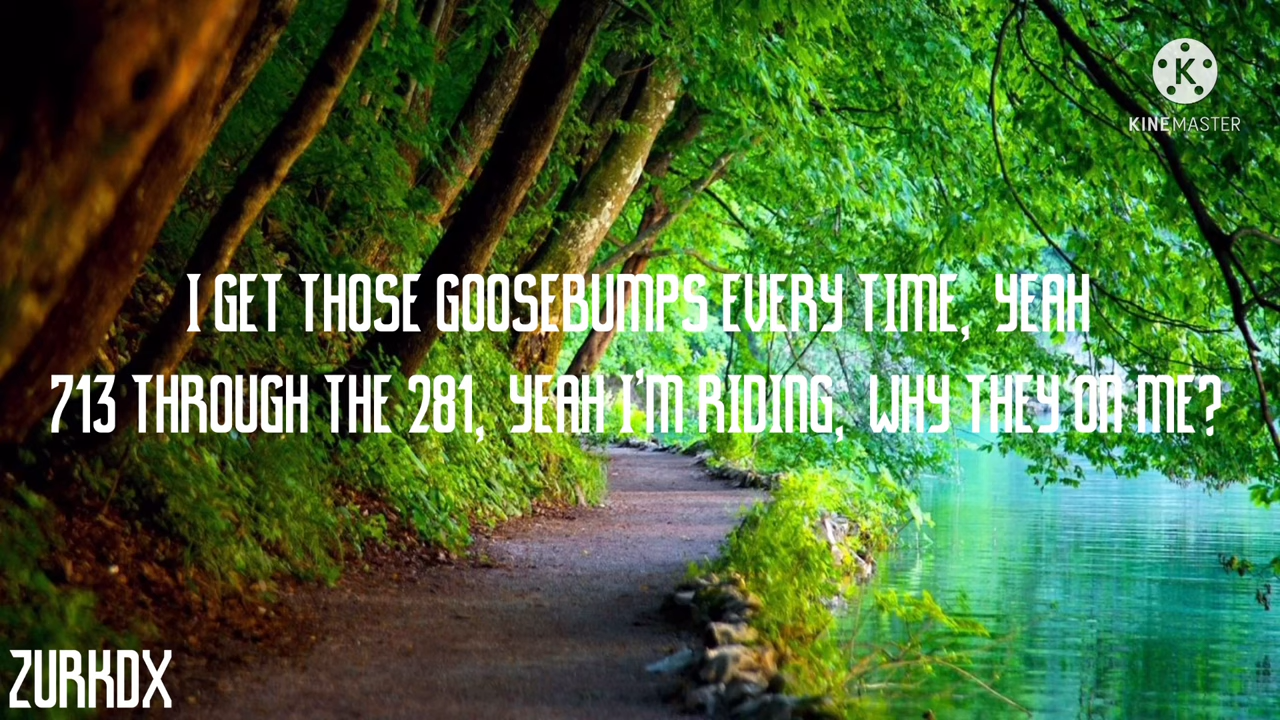 K
KINEMASTER
I GET THOSE GOOSEBUMPS EVERY TIME, YEAH
713 THROUGH THE 281, YEAH I'M RIDING, WHY THEY ON ME?
ZURKDX